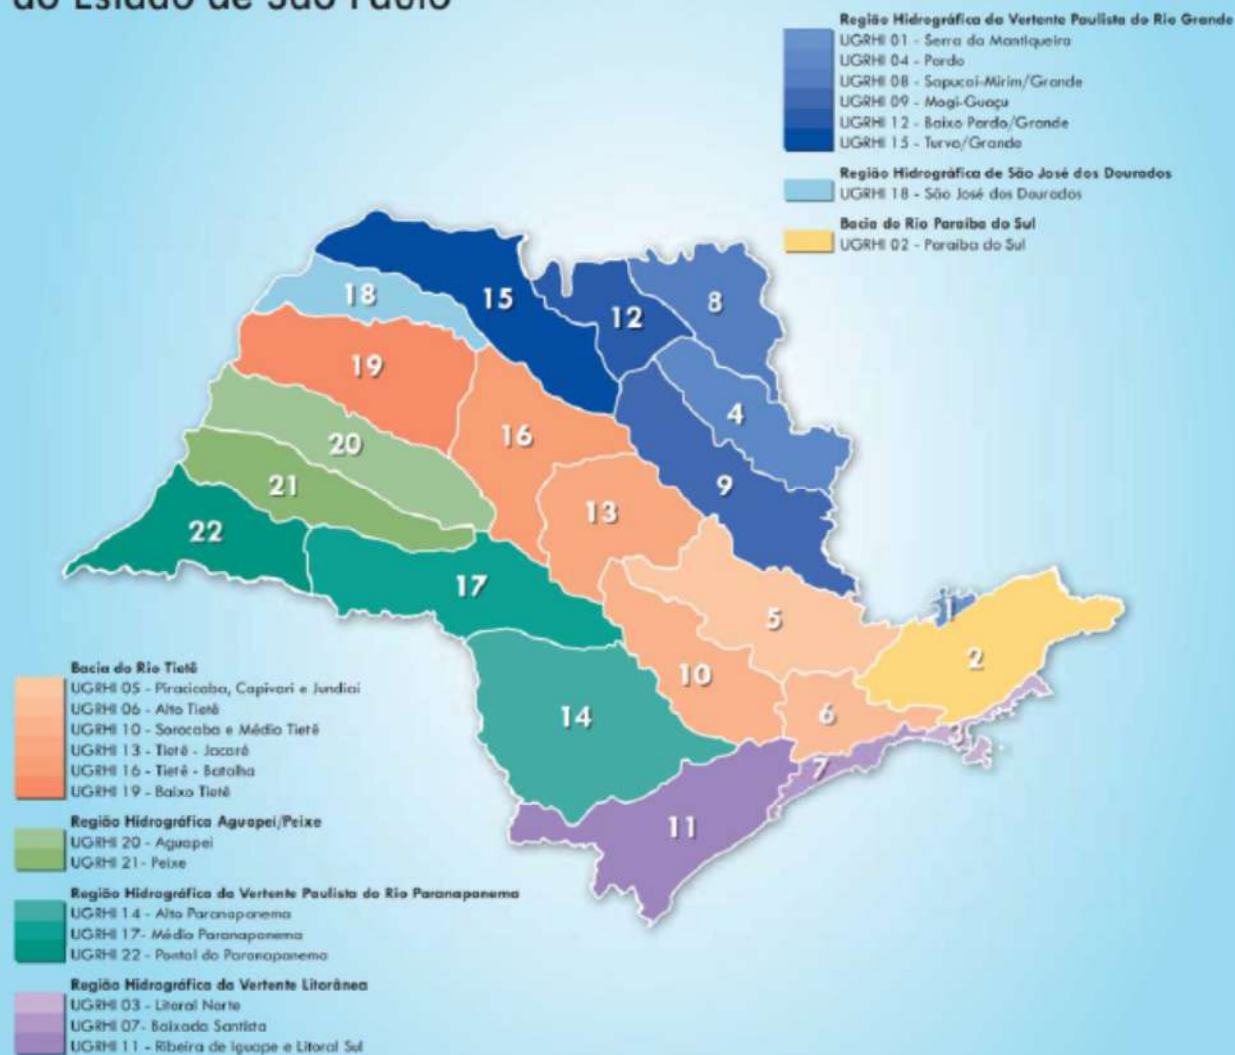 do Estado de São Paulo
Região Hidrográfica da Vertente Paulista do Rio Grande
UGRHI 01 - Serra da Mantiqueira
UGRHI 04 - Pardo
UGRHI 08 - Sapucaí-Mirim/Grande
UGRHI 09 - Mogi-Guaçu
UGRHI 12 - Baixo Pardo/Grande
UGRHI 15 - Turvo/Grande
Região Hidrográfica de São José dos Dourados
UGRHI 18 - São José dos Dourados
Bacia do Rio Paraíba do Sul
UGRHI 02 - Paraíba do Sul
18
15
12
8
19
4
16
20
9
21
13
22
17
1
5
2
10
14
6
3
7
11
Bacia do Rio Tietê
UGRHI 05 - Piracicaba, Capivari e Jundiaí
UGRHI 06 - Alto Tietê
UGRHI 10 - Sorocaba e Médio Tietê
UGRHI 13 - Tietê - Jacaré
UGRHI 16 - Tietê - Batalha
UGRHI 19 - Baixo Tietê
Região Hidrográfica Aguapeí/Peixe
UGRHI 20 - Aguapeí
UGRHI 21- Peixe
Região Hidrográfica da Vertente Paulista do Rio Paranapanema
UGRHI 14 - Alto Paranapanema
UGRHI 17- Médio Paranapanema
UGRHI 22 - Pontal do Paranapanema
Região Hidrográfica da Vertente Litorânea
UGRHI 03 - Litoral Norte
UGRHI 07- Baixada Santista
UGRHI 11 - Ribeira de Iguape e Litoral Sul